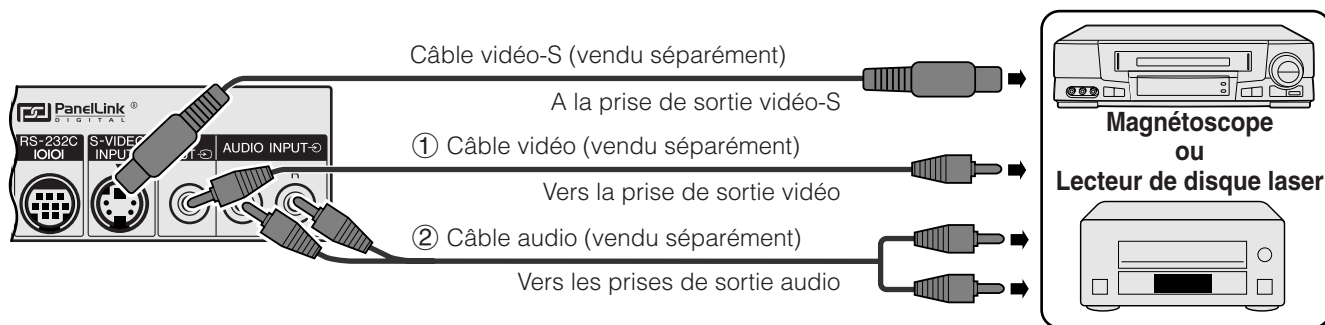 Câble vidéo-S (vendu séparément)
A la prise de sortie vidéo-S
PanelLink ®
DIGITAL
RS-232C
IOIOI
S-VIDEO
INPUT
AUDIO INPUT
R
① Câble vidéo (vendu séparément)
Vers la prise de sortie vidéo
② Câble audio (vendu séparément)
Vers les prises de sortie audio
Magnétoscope
ou
Lecteur de disque laser